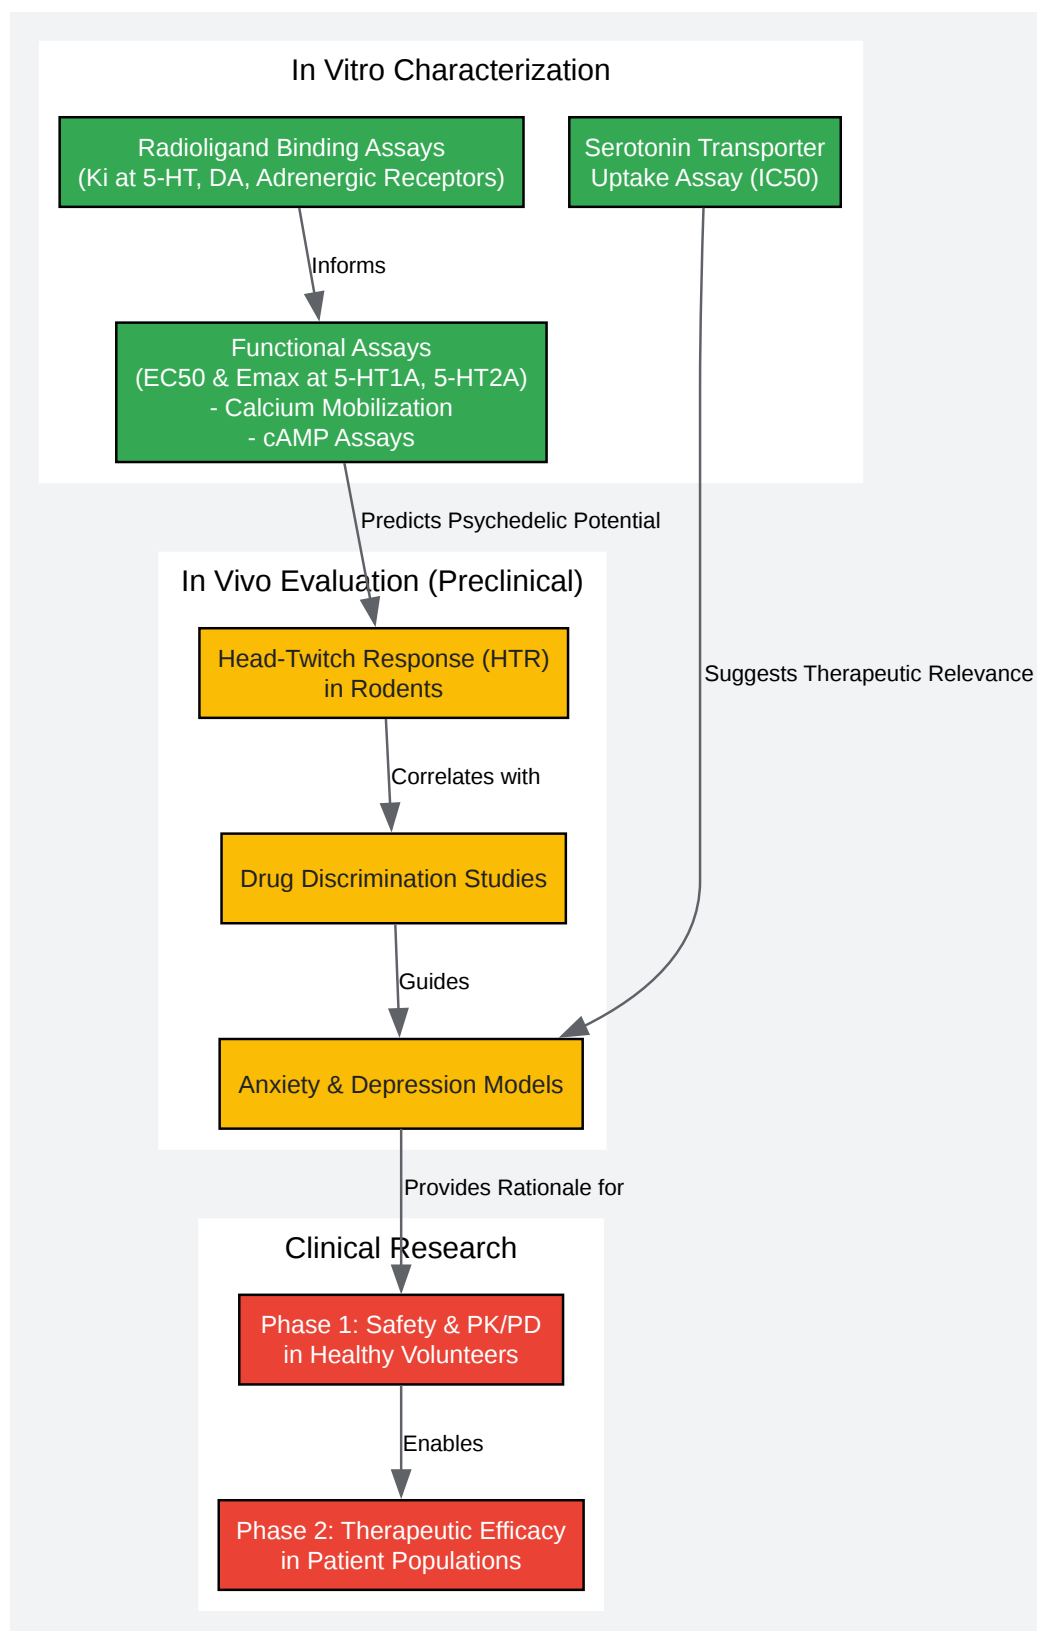 In Vitro Characterization
Radioligand Binding Assays
(Ki at 5-HT, DA, Adrenergic Receptors)
Serotonin Transporter
Uptake Assay (IC50)
Informs
Functional Assays
(EC50 & Emax at 5-HT1A, 5-HT2A)
- Calcium Mobilization
- cAMP Assays
Predicts Psychedelic Potential
In Vivo Evaluation (Preclinical)
Head-Twitch Response (HTR)
in Rodents
Suggests Therapeutic Relevance
Correlates with
Drug Discrimination Studies
Guides
Anxiety & Depression Models
Provides Rationale for
Clinical Research
Phase 1: Safety & PK/PD
in Healthy Volunteers
Enables
Phase 2: Therapeutic Efficacy
in Patient Populations